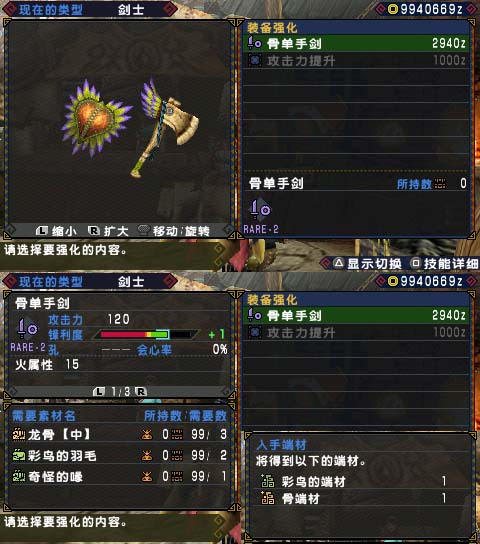 现在的类型 剑士
9940669z
装备强化
骨单手剑 2940z
攻击力提升 1000z
骨单手剑 所持数 0
RARE-2
L 缩小 R 扩大 移动/旋转
请选择要强化的内容。
△显示切换 □技能详细
现在的类型 剑士
9940669z
骨单手剑
RARE-2
攻击力 120
锋利度 +1
孔 --- 会心率 0%
火属性 15
L 1/3 R
需要素材名 所持数/需要数
龙骨【中】 0 99/ 3
彩鸟的羽毛 0 99/ 2
奇怪的喙 0 99/ 1
请选择要强化的内容。
装备强化
骨单手剑 2940z
攻击力提升 1000z
入手端材
将得到以下的端材。
彩鸟的端材 1
骨端材 1